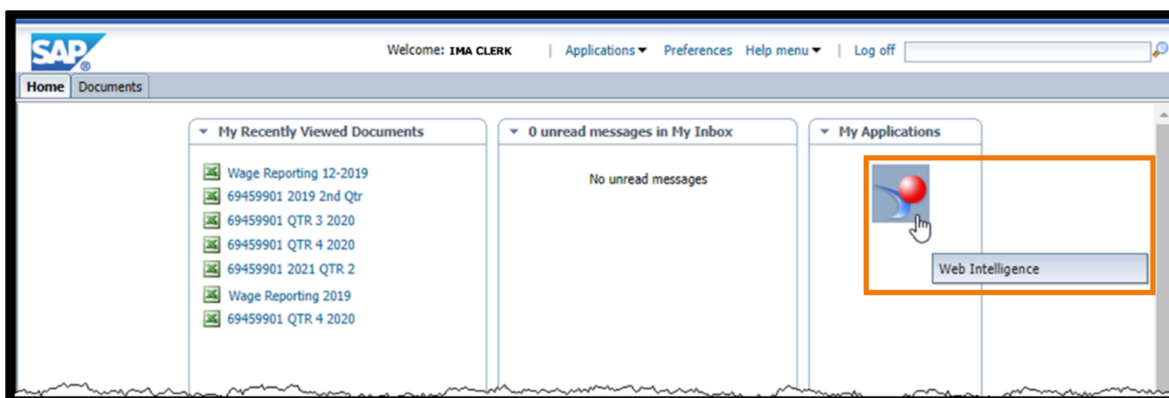 SAP®
Welcome: IMA CLERK | Applications Preferences Help menu | Log off
Home Documents
My Recently Viewed Documents
Wage Reporting 12-2019
69459901 2019 2nd Qtr
69459901 QTR 3 2020
69459901 QTR 4 2020
69459901 2021 QTR 2
Wage Reporting 2019
69459901 QTR 4 2020
0 unread messages in My Inbox
No unread messages
My Applications
Web Intelligence